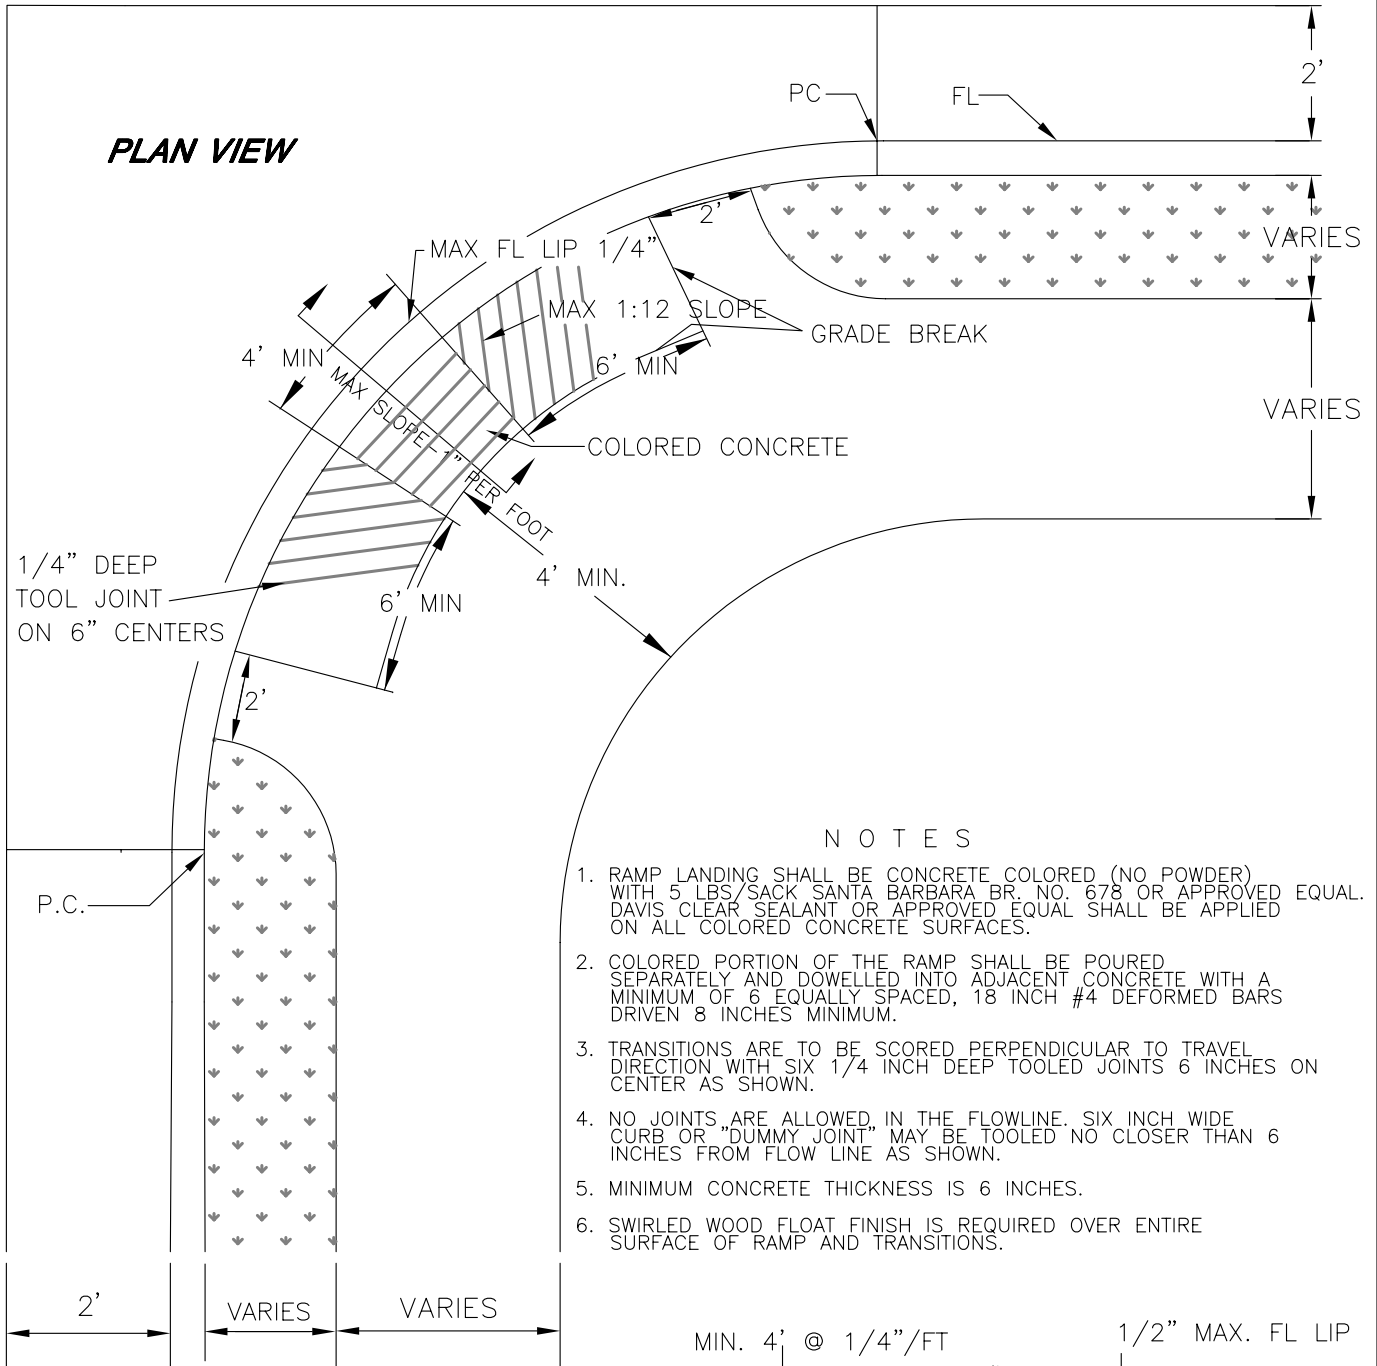 2'
PC
FL
PLAN VIEW
2'
VARIES
MAX FL LIP 1/4"
MAX 1:12 SLOPE
GRADE BREAK
4' MIN
6' MIN
MAX SLOPE-1" PER FOOT
VARIES
COLORED CONCRETE
1/4" DEEP
TOOL JOINT
ON 6" CENTERS
4' MIN.
6' MIN
2'
P.C.
NOTES
1. RAMP LANDING SHALL BE CONCRETE COLORED (NO POWDER)
WITH 5 LBS/SACK SANTA BARBARA BR. NO. 678 OR APPROVED EQUAL.
DAVIS CLEAR SEALANT OR APPROVED EQUAL SHALL BE APPLIED
ON ALL COLORED CONCRETE SURFACES.
2. COLORED PORTION OF THE RAMP SHALL BE POURED
SEPARATELY AND DOWELLED INTO ADJACENT CONCRETE WITH A
MINIMUM OF 6 EQUALLY SPACED, 18 INCH #4 DEFORMED BARS
DRIVEN 8 INCHES MINIMUM.
3. TRANSITIONS ARE TO BE SCORED PERPENDICULAR TO TRAVEL
DIRECTION WITH SIX 1/4 INCH DEEP TOOLED JOINTS 6 INCHES ON
CENTER AS SHOWN.
4. NO JOINTS ARE ALLOWED IN THE FLOWLINE. SIX INCH WIDE
CURB OR "DUMMY JOINT" MAY BE TOOLED NO CLOSER THAN 6
INCHES FROM FLOW LINE AS SHOWN.
5. MINIMUM CONCRETE THICKNESS IS 6 INCHES.
6. SWIRLED WOOD FLOAT FINISH IS REQUIRED OVER ENTIRE
SURFACE OF RAMP AND TRANSITIONS.
2'
VARIES
VARIES
MIN. 4' @ 1/4"/FT
1/2" MAX. FL LIP